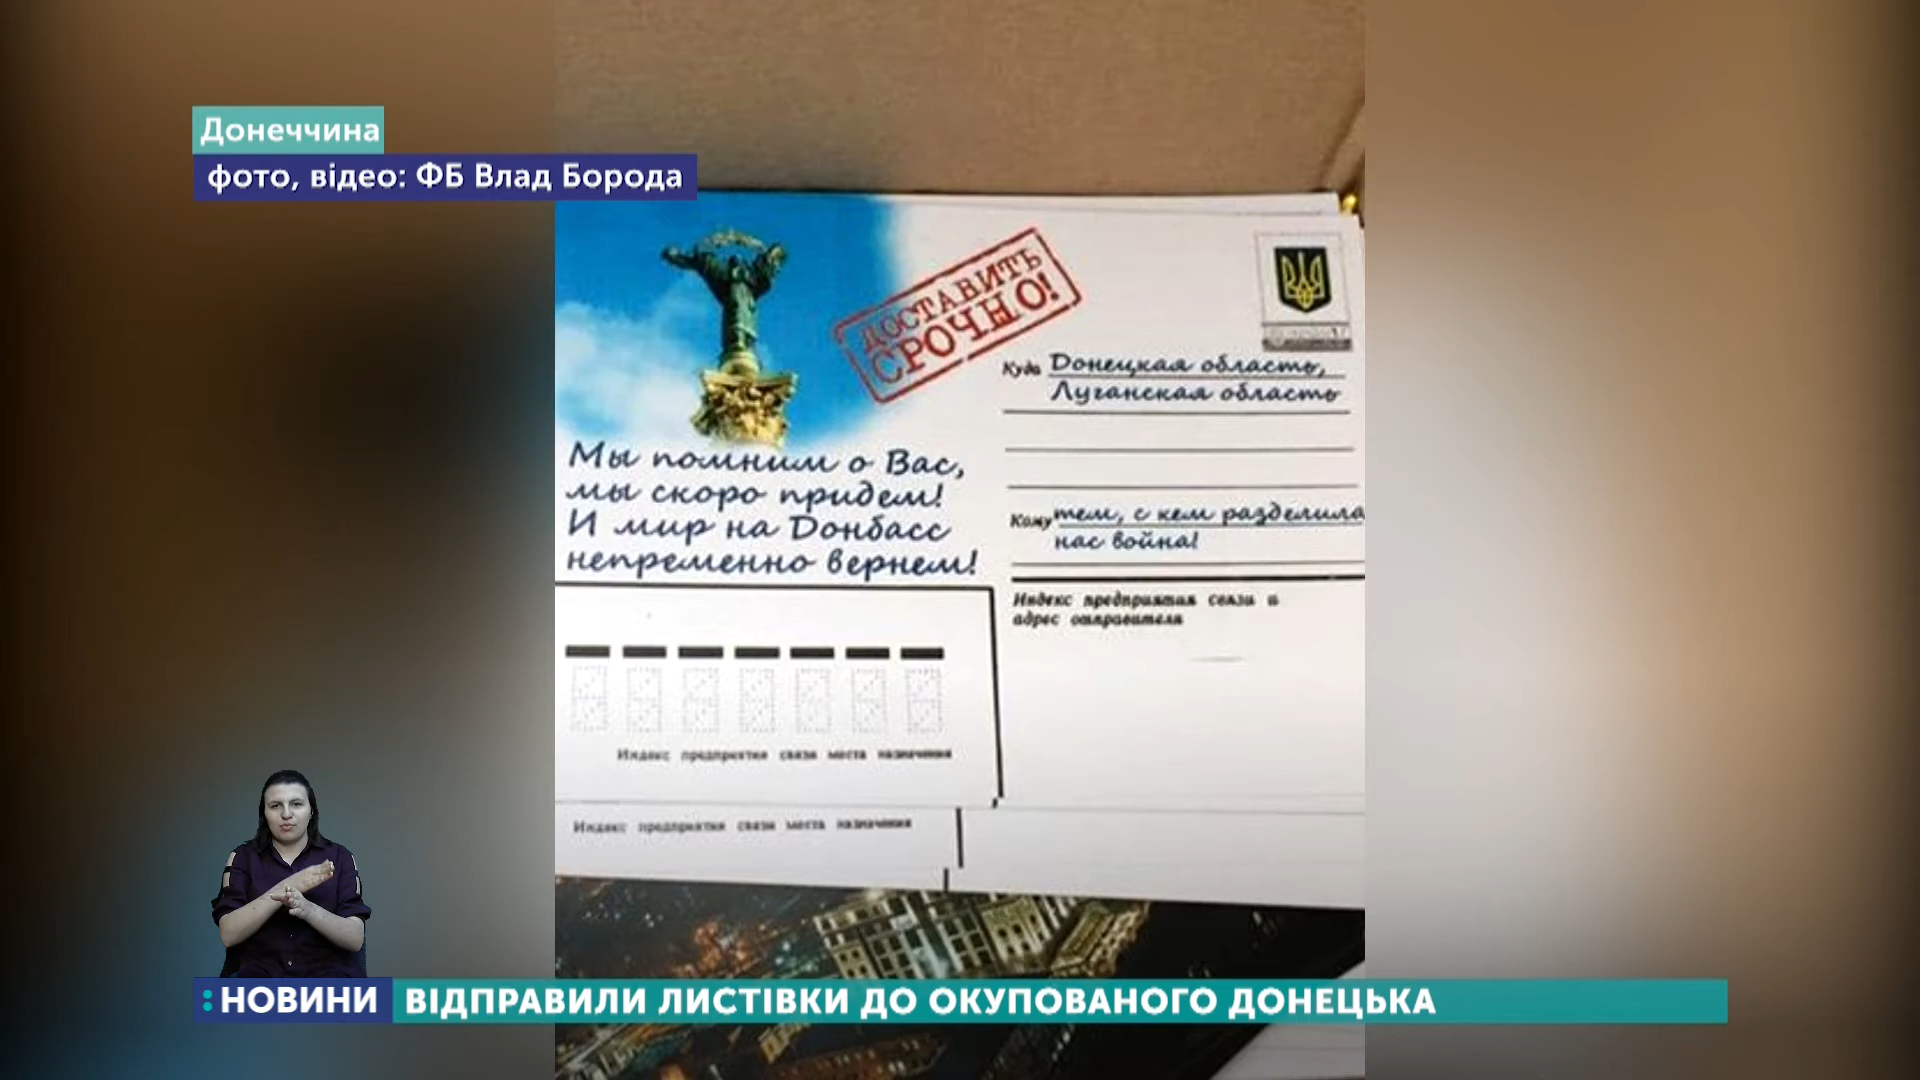 Донеччина
фото, відео: ФБ Влад Борода
ДОСТАВИТЬ
СРОЧНО!
Куда Донецкая область,
Луганская область
Мы помним о Вас,
мы скоро придем!
И мир на Донбасс
непременно вернем!
Кому тем, с кем разделила
нас война!
Индекс предприятия связи и
адрес отправителя
Индекс предприятия связи места назначения
Индекс предприятия связи места назначения
НОВИНИ
ВІДПРАВИЛИ ЛИСТІВКИ ДО ОКУПОВАНОГО ДОНЕЦЬКА